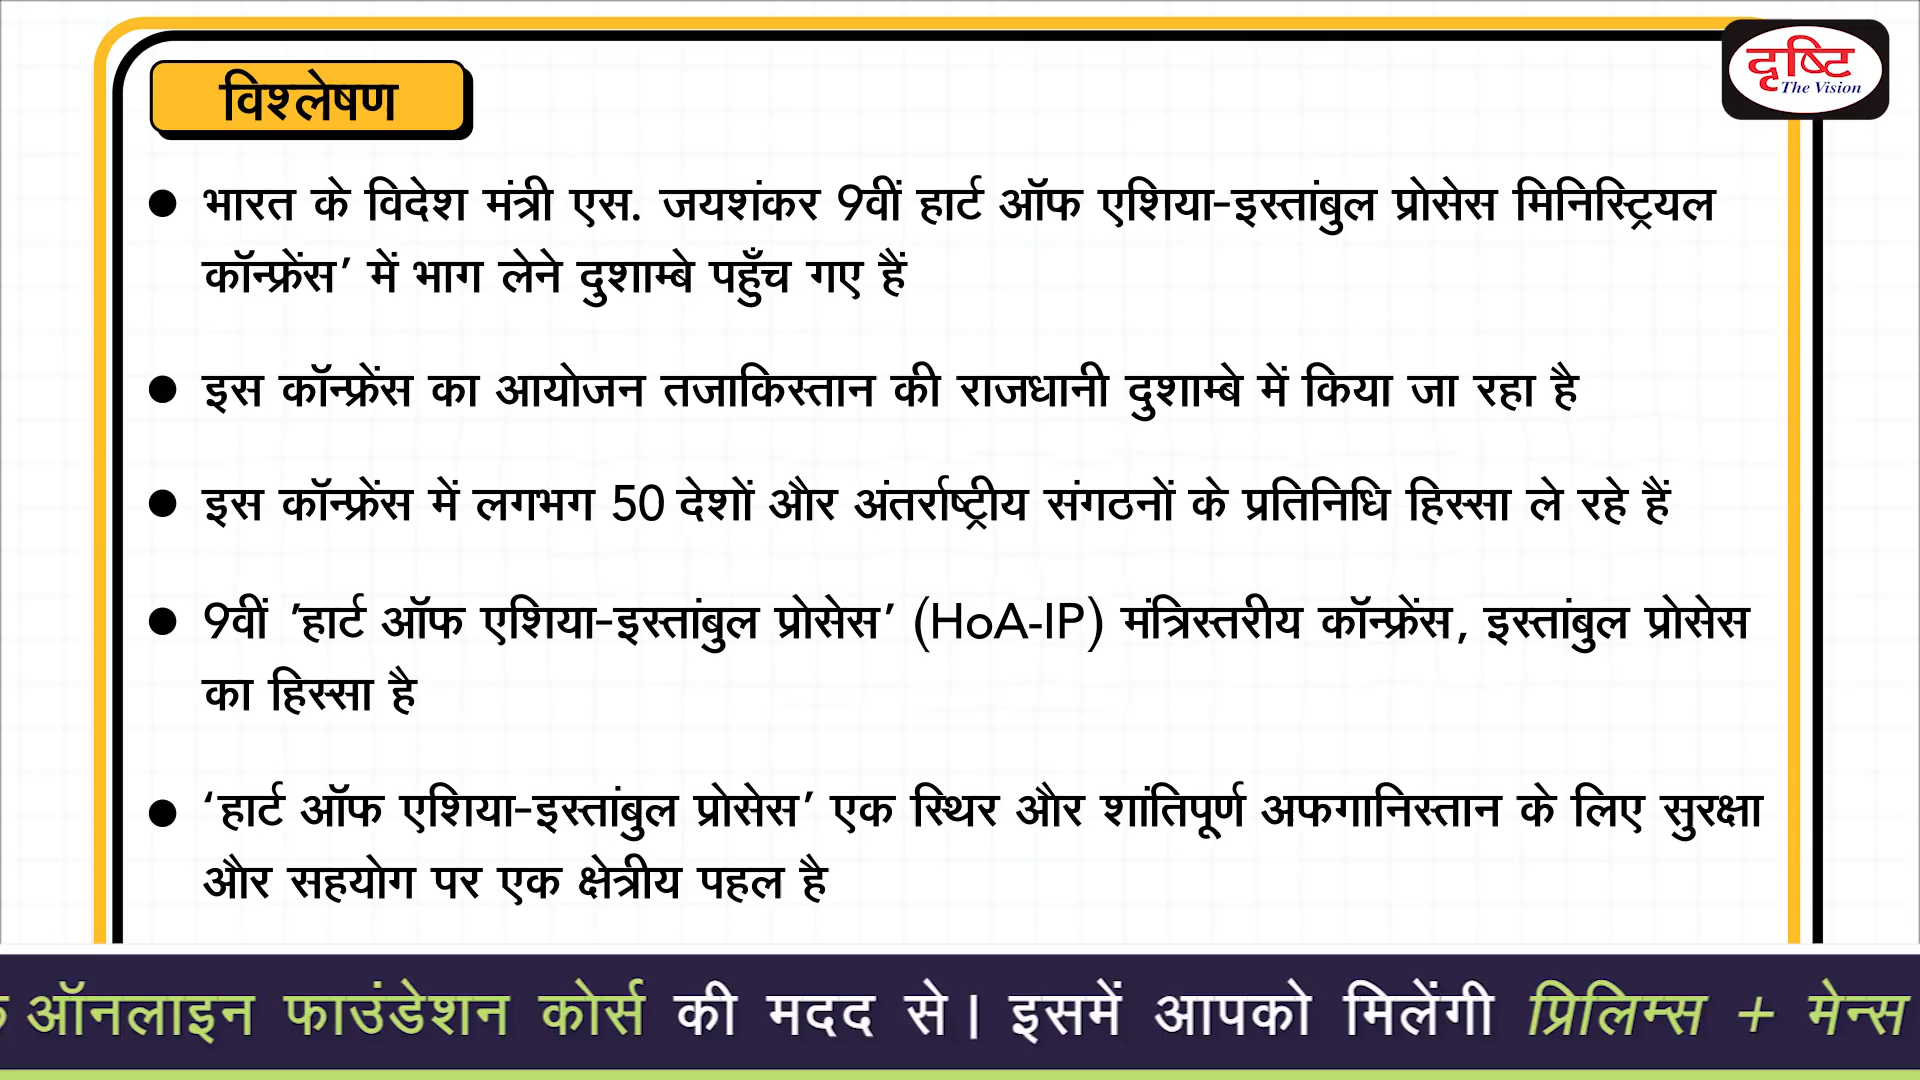 दृष्टि
The Vision
विश्लेषण
● भारत के विदेश मंत्री एस. जयशंकर 9वीं हार्ट ऑफ एशिया-इस्तांबुल प्रोसेस मिनिस्ट्रियल
कॉन्फ्रेंस’ में भाग लेने दुशाम्बे पहुँच गए हैं
● इस कॉन्फ्रेंस का आयोजन तजाकिस्तान की राजधानी दुशाम्बे में किया जा रहा है
● इस कॉन्फ्रेंस में लगभग 50 देशों और अंतर्राष्ट्रीय संगठनों के प्रतिनिधि हिस्सा ले रहे हैं
● 9वीं ’हार्ट ऑफ एशिया-इस्तांबुल प्रोसेस’ (HoA-IP) मंत्रिस्तरीय कॉन्फ्रेंस, इस्तांबुल प्रोसेस
का हिस्सा है
● ‘हार्ट ऑफ एशिया-इस्तांबुल प्रोसेस’ एक स्थिर और शांतिपूर्ण अफगानिस्तान के लिए सुरक्षा
और सहयोग पर एक क्षेत्रीय पहल है
ऑनलाइन फाउंडेशन कोर्स की मदद से। इसमें आपको मिलेंगी प्रिलिम्स + मेन्स